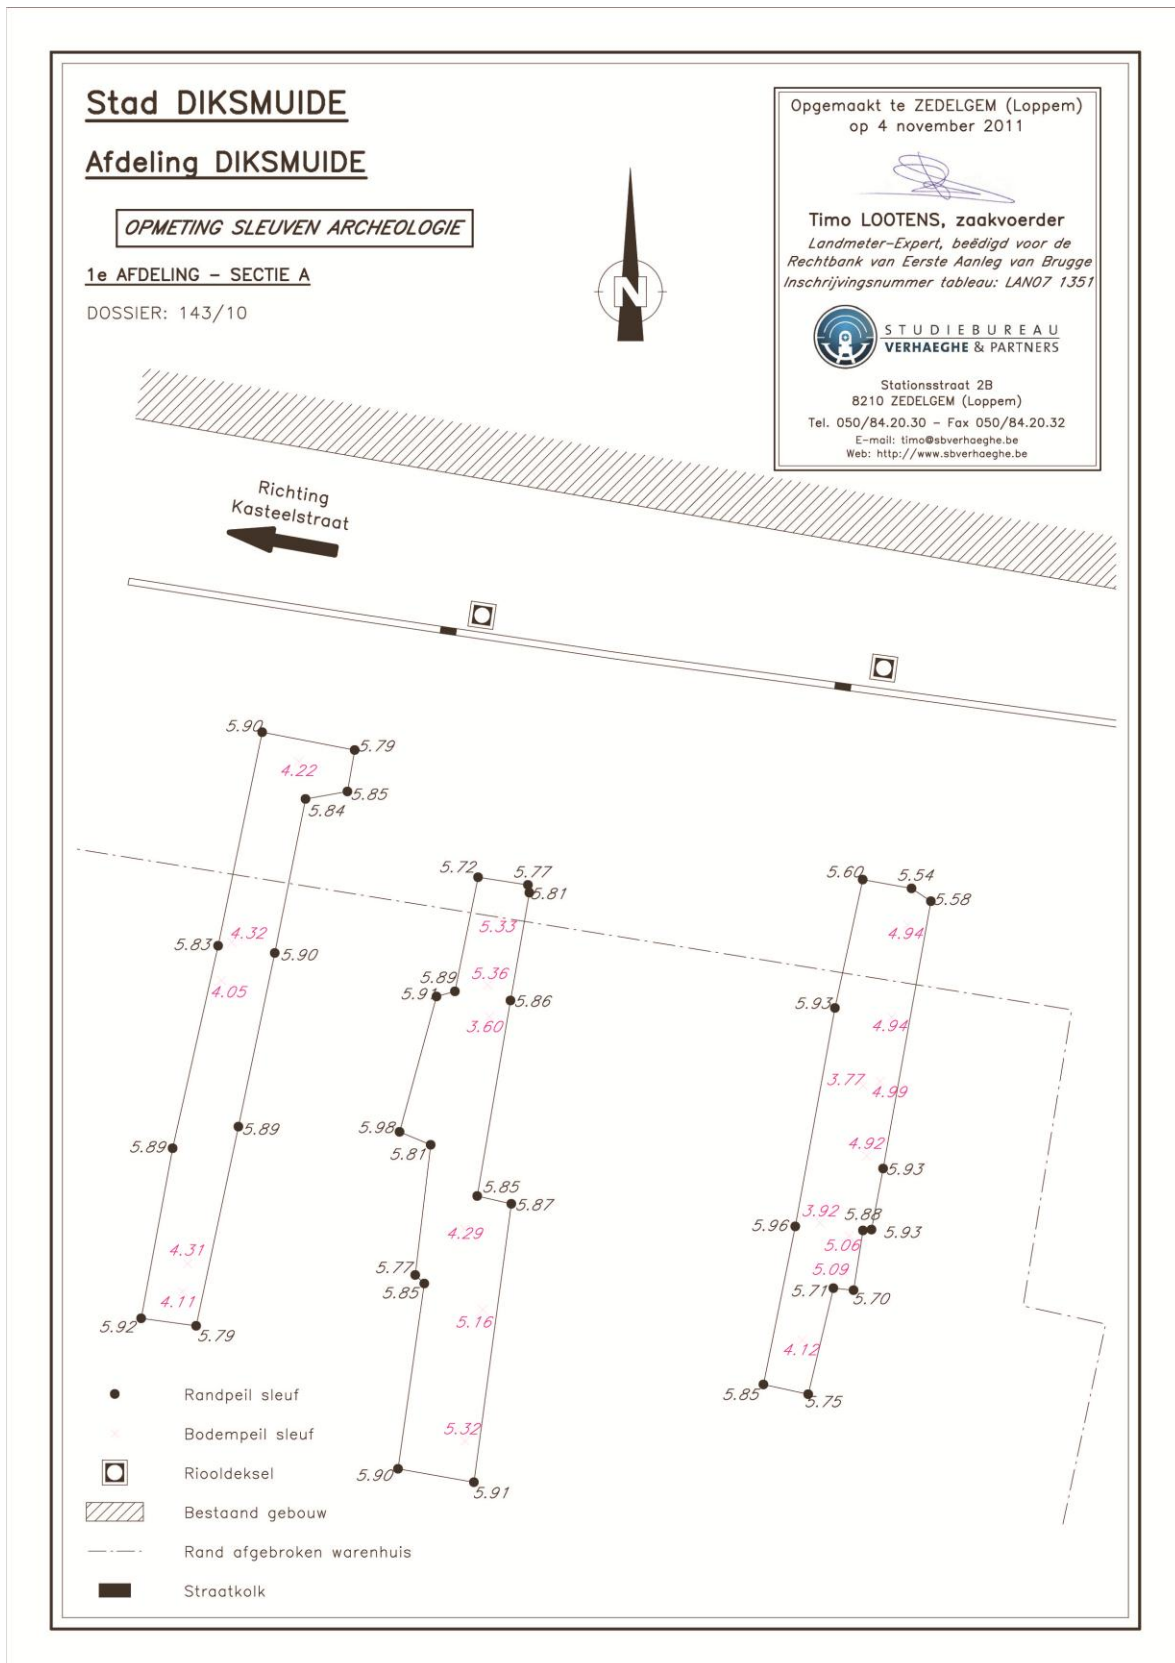 Stad DIKSMUIDE
Afdeling DIKSMUIDE
OPMETING SLEUVEN ARCHEOLOGIE
1e AFDELING – SECTIE A
DOSSIER: 143/10
Opgemaakt te ZEDELGEM (Loppem)
op 4 november 2011
Timo LOOTENS, zaakvoerder
Landmeter-Expert, beëdigd voor de
Rechtbank van Eerste Aanleg van Brugge
Inschrijvingsnummer tableau: LAN07 1351
STUDIEBUREAU
VERHAEGHE & PARTNERS
Stationsstraat 2B
8210 ZEDELGEM (Loppem)
Tel. 050/84.20.30 – Fax 050/84.20.32
E-mail: timo@sbverhaeghe.be
Web: http://www.sbverhaeghe.be
N
Richting
Kasteelstraat
5.90
5.79
4.22
5.85
5.84
5.83
4.32
5.90
4.05
5.89
5.89
4.31
4.11
5.92
5.79
5.72
5.77
5.81
5.33
5.89
5.36
5.91
5.86
3.60
5.98
5.81
5.85
5.87
4.29
5.77
5.85
5.16
5.32
5.90
5.91
5.60
5.54
5.58
4.94
5.93
4.94
3.77
4.99
4.92
5.93
3.92
5.88
5.96
5.93
5.06
5.09
5.71
5.70
4.12
5.85
5.75
Randpeil sleuf
Bodempeil sleuf
Riooldeksel
Bestaand gebouw
Rand afgebroken warenhuis
Straatkolk